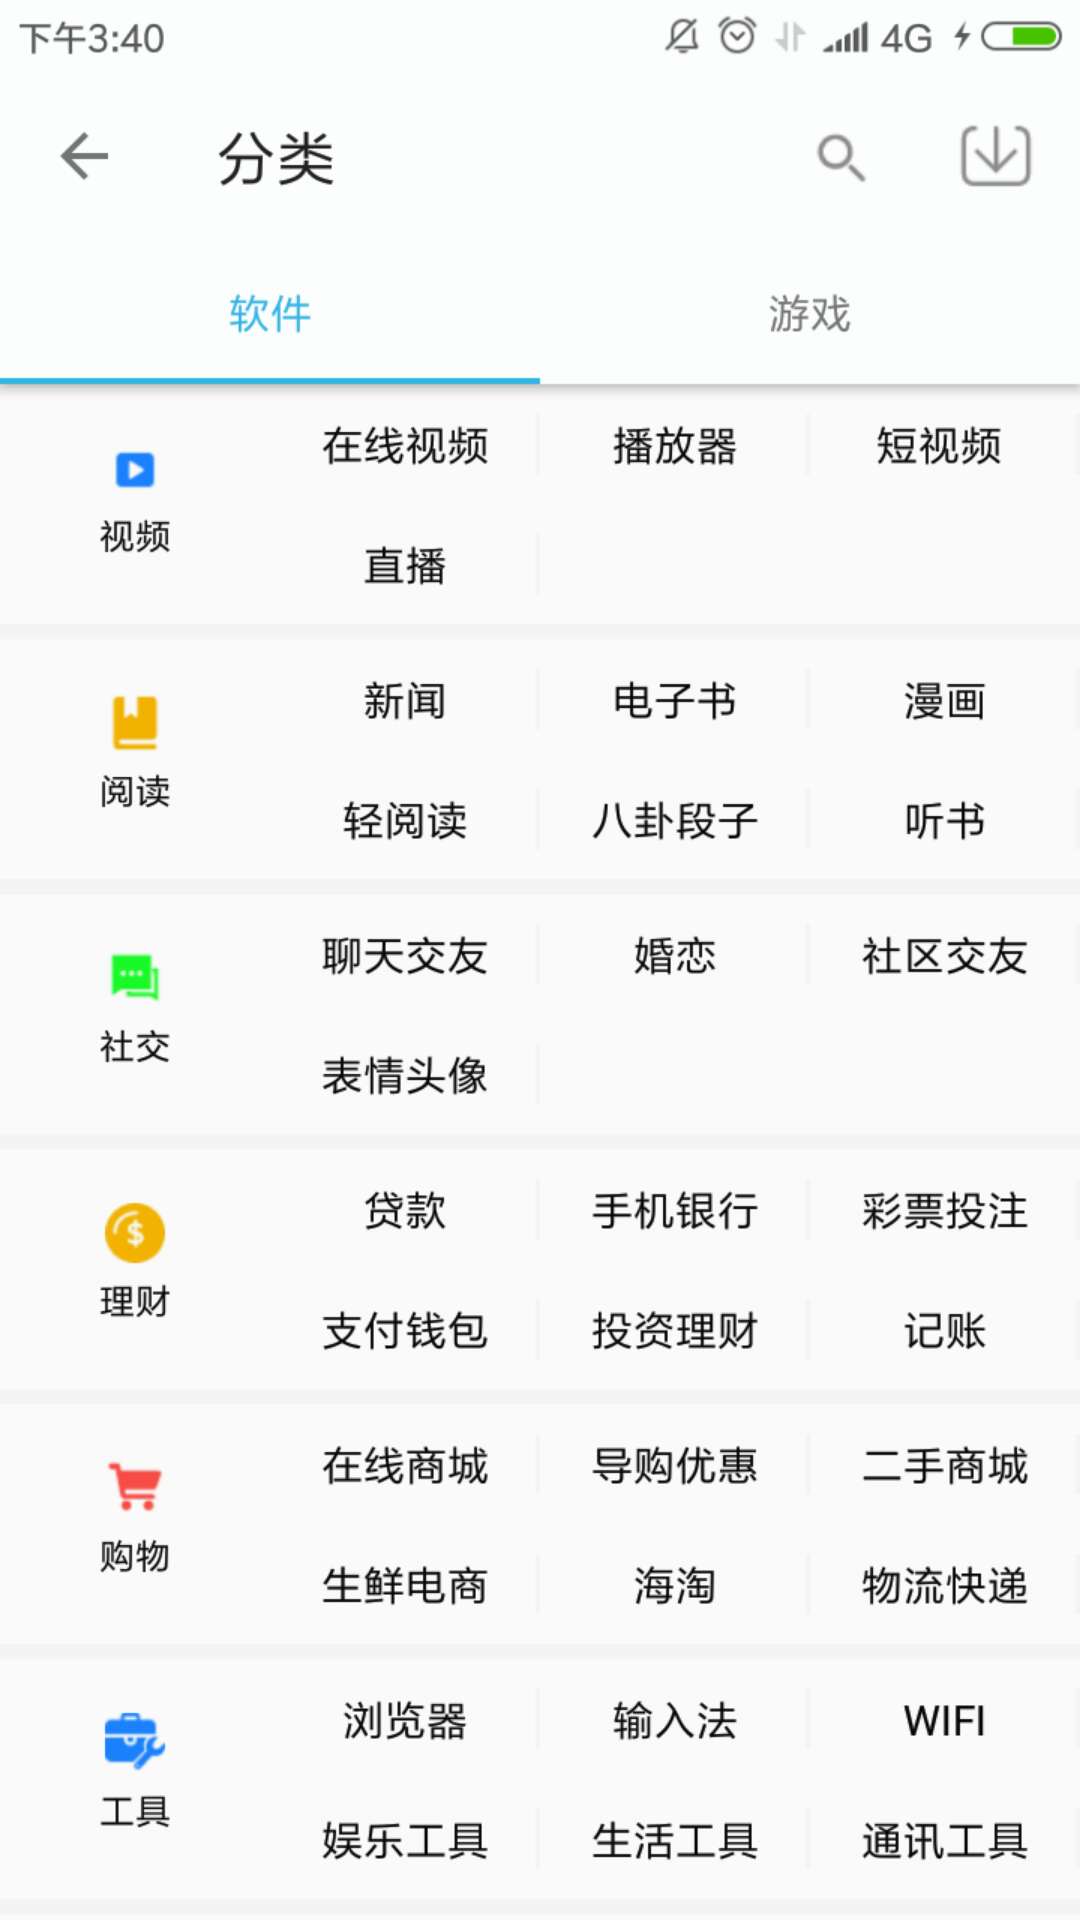 下午3:40 4G
分类
软件 游戏
在线视频 播放器 短视频
视频
直播
新闻 电子书 漫画
阅读
轻阅读 八卦段子 听书
聊天交友 婚恋 社区交友
社交
表情头像
贷款 手机银行 彩票投注
理财
支付钱包 投资理财 记账
在线商城 导购优惠 二手商城
购物
生鲜电商 海淘 物流快递
浏览器 输入法 WIFI
工具
娱乐工具 生活工具 通讯工具